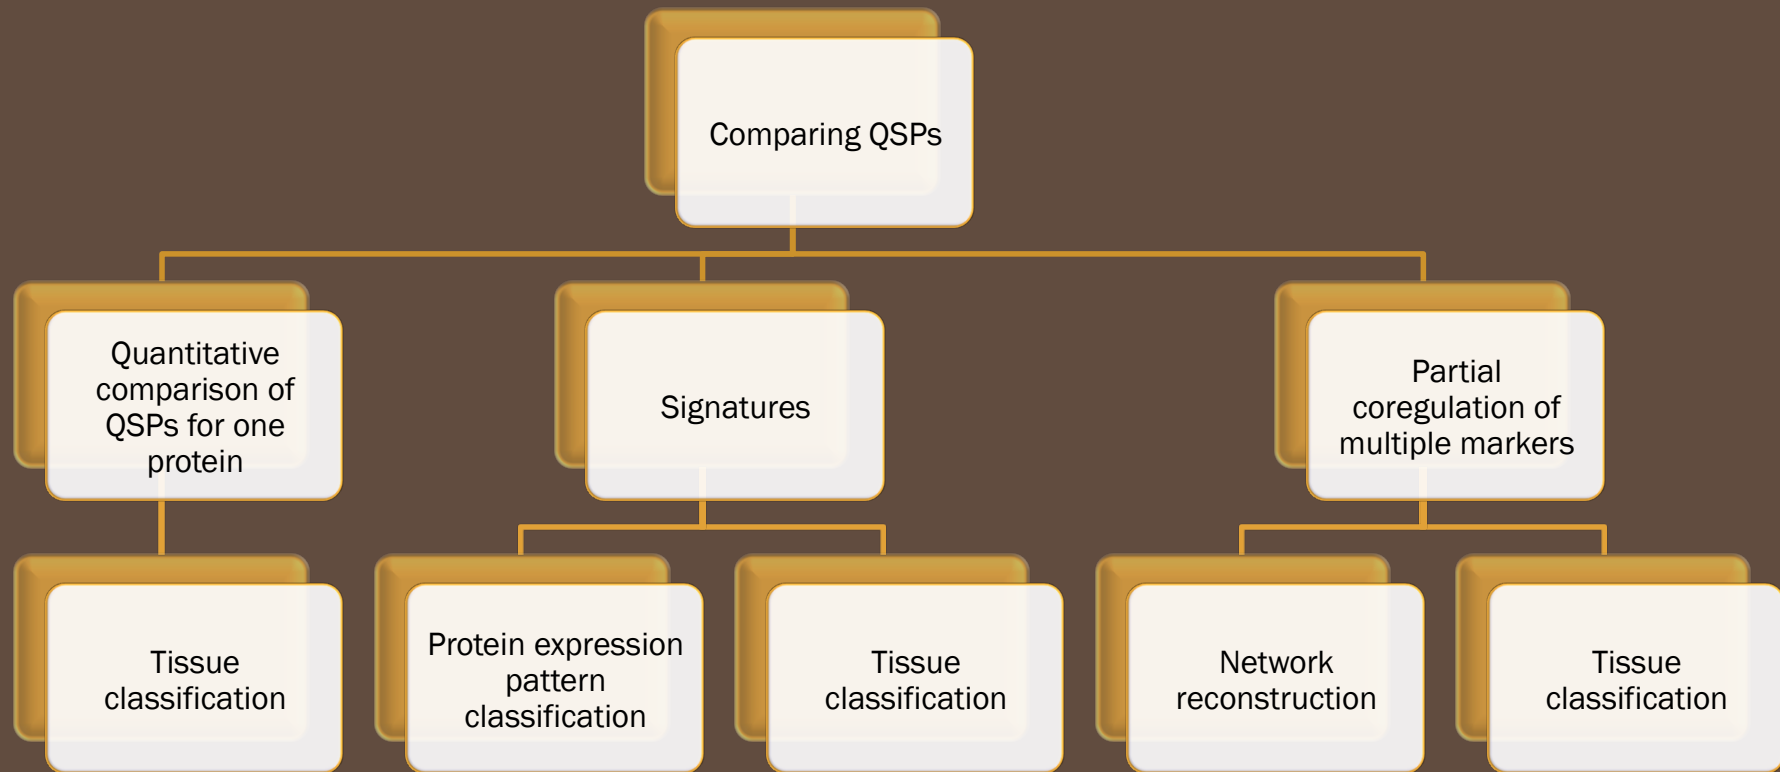 Comparing QSPs
Quantitative
comparison of
QSPs for one
protein
Signatures
Partial
coregulation of
multiple markers
Tissue
classification
Protein expression
pattern
classification
Tissue
classification
Network
reconstruction
Tissue
classification